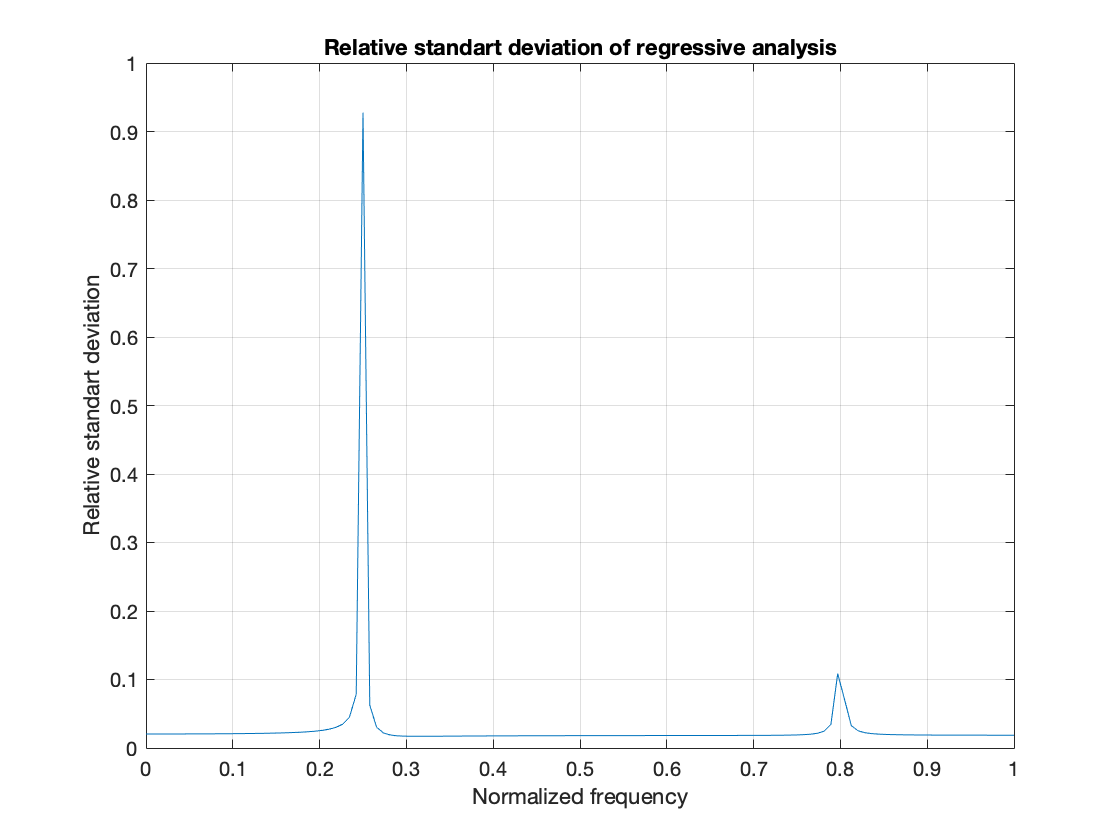 Relative standart deviation of regressive analysis
1
0.9
0.8
0.7
0.6
0.5
0.4
0.3
0.2
0.1
0
Relative standart deviation
0 0.1 0.2 0.3 0.4 0.5 0.6 0.7 0.8 0.9 1
Normalized frequency